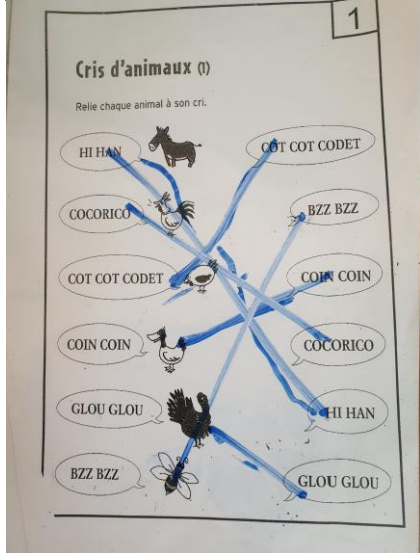 1
Cris d'animaux (1)
Relie chaque animal à son cri.
HI HAN
COT COT CODET
COCORICO
BZZ BZZ
COT COT CODET
COIN COIN
COIN COIN
COCORICO
GLOU GLOU
HI HAN
BZZ BZZ
GLOU GLOU